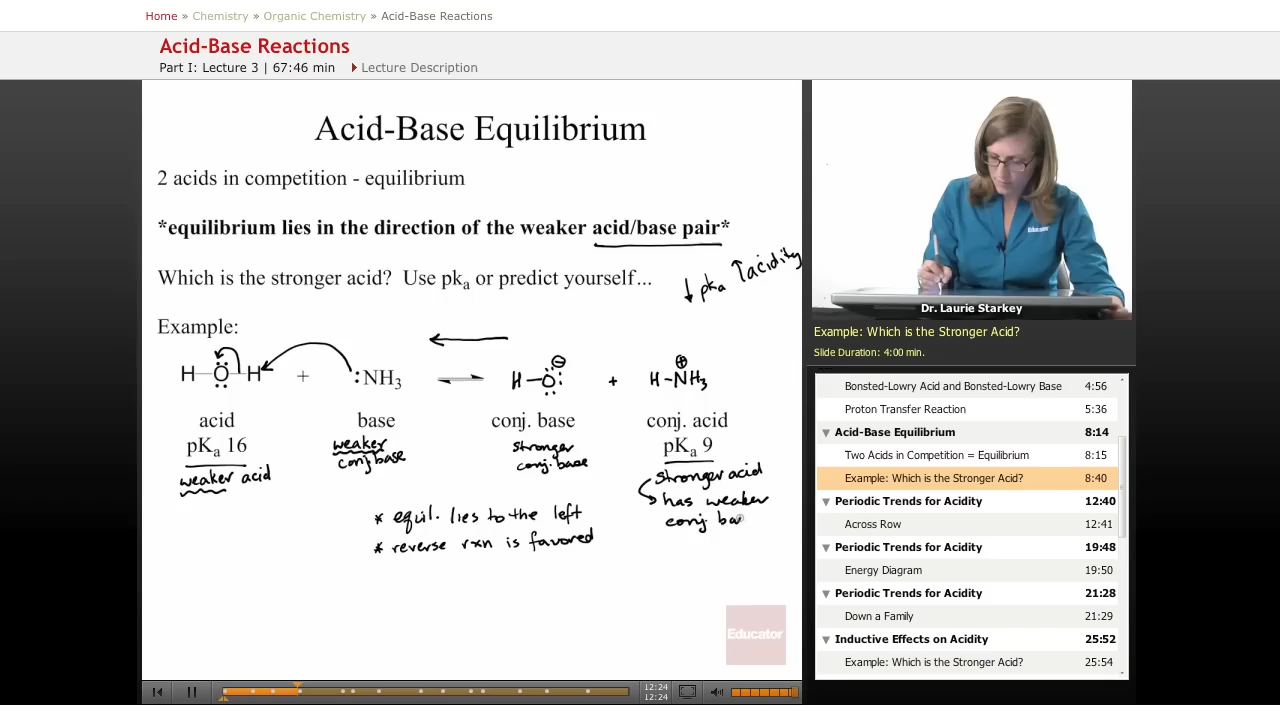 Home » Chemistry » Organic Chemistry » Acid-Base Reactions
Acid-Base Reactions
Part I: Lecture 3 | 67:46 min Lecture Description
Acid-Base Equilibrium
2 acids in competition - equilibrium
*equilibrium lies in the direction of the weaker acid/base pair*
Which is the stronger acid? Use pka or predict yourself...
↓ pka ↑ acidity
Example:
H-O-H + :NH3 ⇌ H-O: ⊖ + H-NH3 ⊕
acid base conj. base conj. acid
pKa 16 weaker conj base stronger conj. base pKa 9
weaker acid
stronger acid
has weaker
conj ba
* equil. lies to the left
* reverse rxn is favored
Educator
Educator
Dr. Laurie Starkey
Example: Which is the Stronger Acid?
Slide Duration: 4:00 min.
Bonsted-Lowry Acid and Bonsted-Lowry Base 4:56
Proton Transfer Reaction 5:36
Acid-Base Equilibrium 8:14
Two Acids in Competition = Equilibrium 8:15
Example: Which is the Stronger Acid? 8:40
Periodic Trends for Acidity 12:40
Across Row 12:41
Periodic Trends for Acidity 19:48
Energy Diagram 19:50
Periodic Trends for Acidity 21:28
Down a Family 21:29
Inductive Effects on Acidity 25:52
Example: Which is the Stronger Acid? 25:54
12:24
12:24